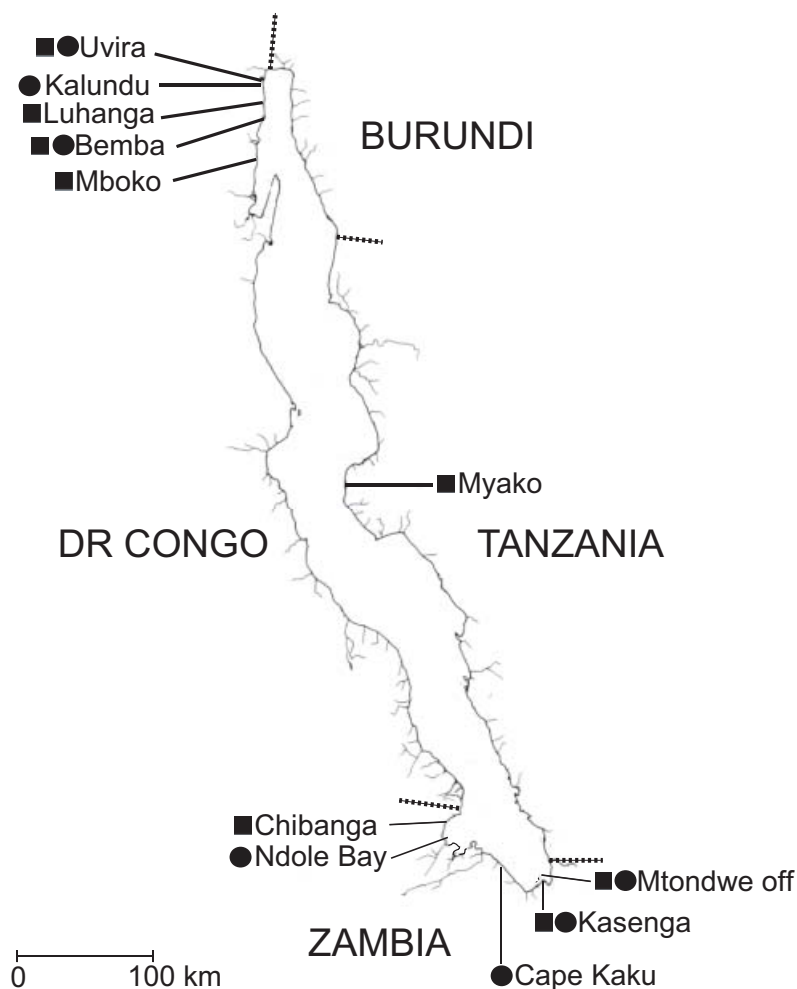 Uvira
Kalundu
Luhanga
Bemba
BURUNDI
Mboko
Myako
DR CONGO
TANZANIA
Chibanga
Ndole Bay
Mtondwe off
Kasenga
ZAMBIA
Cape Kaku
0 100 km